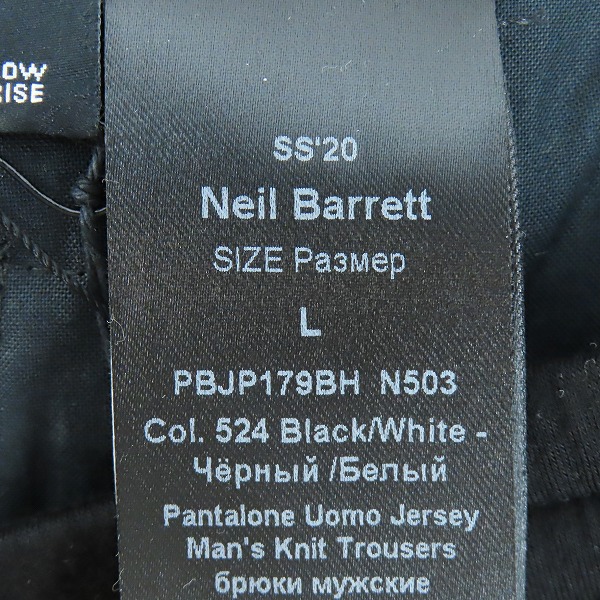 OW
RISE
SS'20
Neil Barrett
SIZE Размер
L
PBJP179BH N503
Col. 524 Black/White -
Чёрный /Белый
Pantalone Uomo Jersey
Man's Knit Trousers
брюки мужские